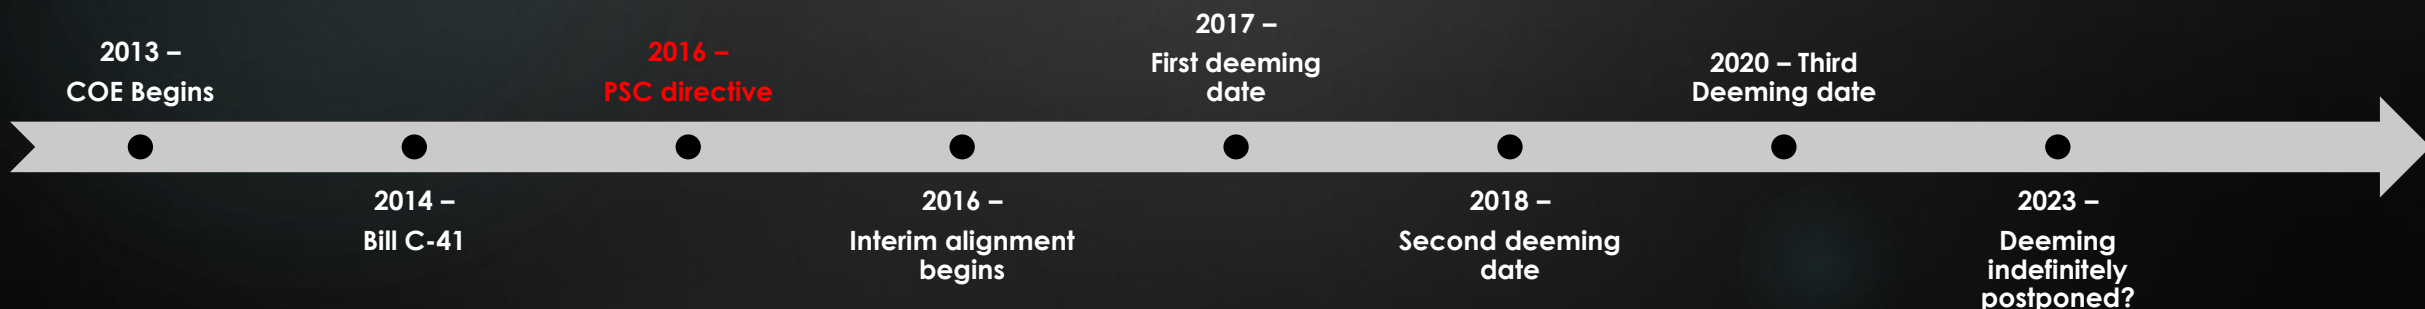 2013 –
COE Begins
2014 –
Bill C-41
2016 –
PSC directive
2016 –
Interim alignment
begins
2017 –
First deeming
date
2018 –
Second deeming
date
2020 – Third
Deeming date
2023 –
Deeming
indefinitely
postponed?